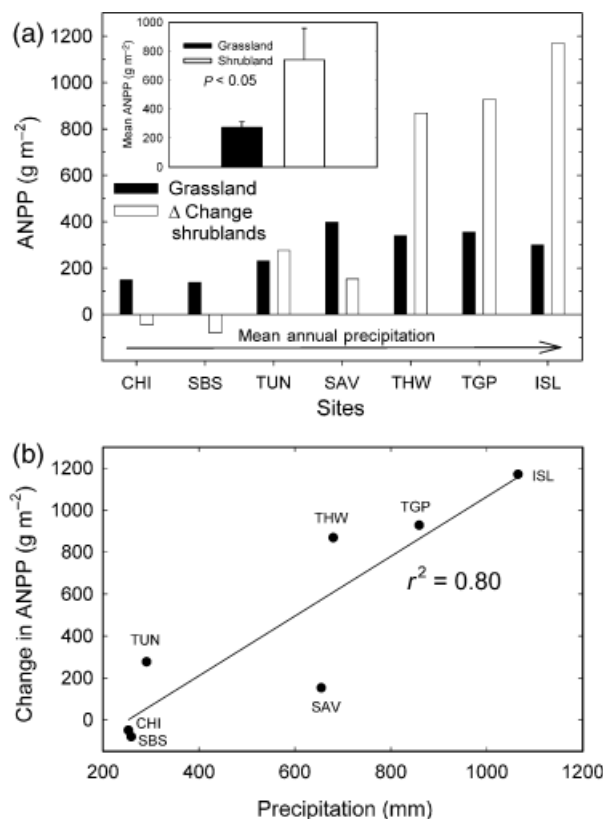 (a)
1200
1000
800
600
400
200
0
ANPP (g m⁻²)
1000
800
600
400
200
0
Mean ANPP (g m⁻²)
Grassland
Shrubland
P < 0.05
Grassland
Δ Change
shrublands
Mean annual precipitation
CHI SBS TUN SAV THW TGP ISL
Sites
(b)
1200
1000
800
600
400
200
0
Change in ANPP (g m⁻²)
ISL
TGP
THW
r² = 0.80
TUN
SAV
CHI
SBS
200 400 600 800 1000 1200
Precipitation (mm)